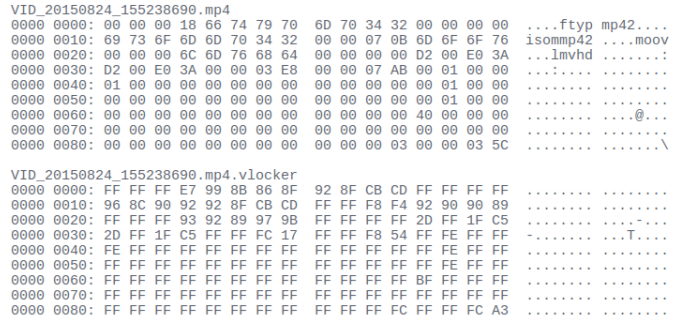 VID_20150824_155238690.mp4
0000 0000: 00 00 00 18 66 74 79 70 6D 70 34 32 00 00 00 00 ....ftyp mp42....
0000 0010: 69 73 6F 6D 6D 70 34 32 00 00 07 0B 6D 6F 6F 76 isommp42 ....moov
0000 0020: 00 00 00 6C 6D 76 68 64 00 00 00 00 D2 00 E0 3A ...lmvhd .......:
0000 0030: D2 00 E0 3A 00 00 03 E8 00 00 07 AB 00 01 00 00 ...:.... ........
0000 0040: 01 00 00 00 00 00 00 00 00 00 00 00 00 01 00 00 ........ ........
0000 0050: 00 00 00 00 00 00 00 00 00 00 00 00 00 01 00 00 ........ ........
0000 0060: 00 00 00 00 00 00 00 00 00 00 00 00 40 00 00 00 ........ ....@...
0000 0070: 00 00 00 00 00 00 00 00 00 00 00 00 00 00 00 00 ........ ........
0000 0080: 00 00 00 00 00 00 00 00 00 00 00 03 00 00 03 5C ........ .......\
VID_20150824_155238690.mp4.vlocker
0000 0000: FF FF FF E7 99 8B 86 8F 92 8F CB CD FF FF FF FF ........ ........
0000 0010: 96 8C 90 92 92 8F CB CD FF FF F8 F4 92 90 90 89 ........ ........
0000 0020: FF FF FF 93 92 89 97 9B FF FF FF FF 2D FF 1F C5 ........ ....-...
0000 0030: 2D FF 1F C5 FF FF FC 17 FF FF F8 54 FF FE FF FF -....... ...T....
0000 0040: FE FF FF FF FF FF FF FF FF FF FF FF FF FE FF FF ........ ........
0000 0050: FF FF FF FF FF FF FF FF FF FF FF FF FF FE FF FF ........ ........
0000 0060: FF FF FF FF FF FF FF FF FF FF FF FF BF FF FF FF ........ ........
0000 0070: FF FF FF FF FF FF FF FF FF FF FF FF FF FF FF FF ........ ........
0000 0080: FF FF FF FF FF FF FF FF FF FF FF FC FF FF FC A3 ........ ........